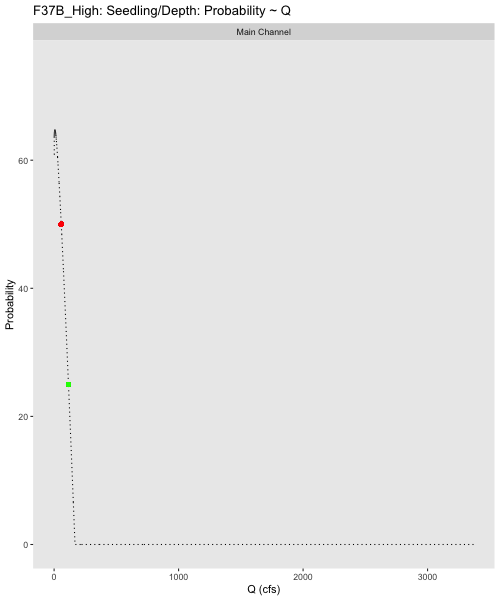 F37B_High: Seedling/Depth: Probability ~ Q
Main Channel
60
40
20
0
Probability
0 1000 2000 3000
Q (cfs)